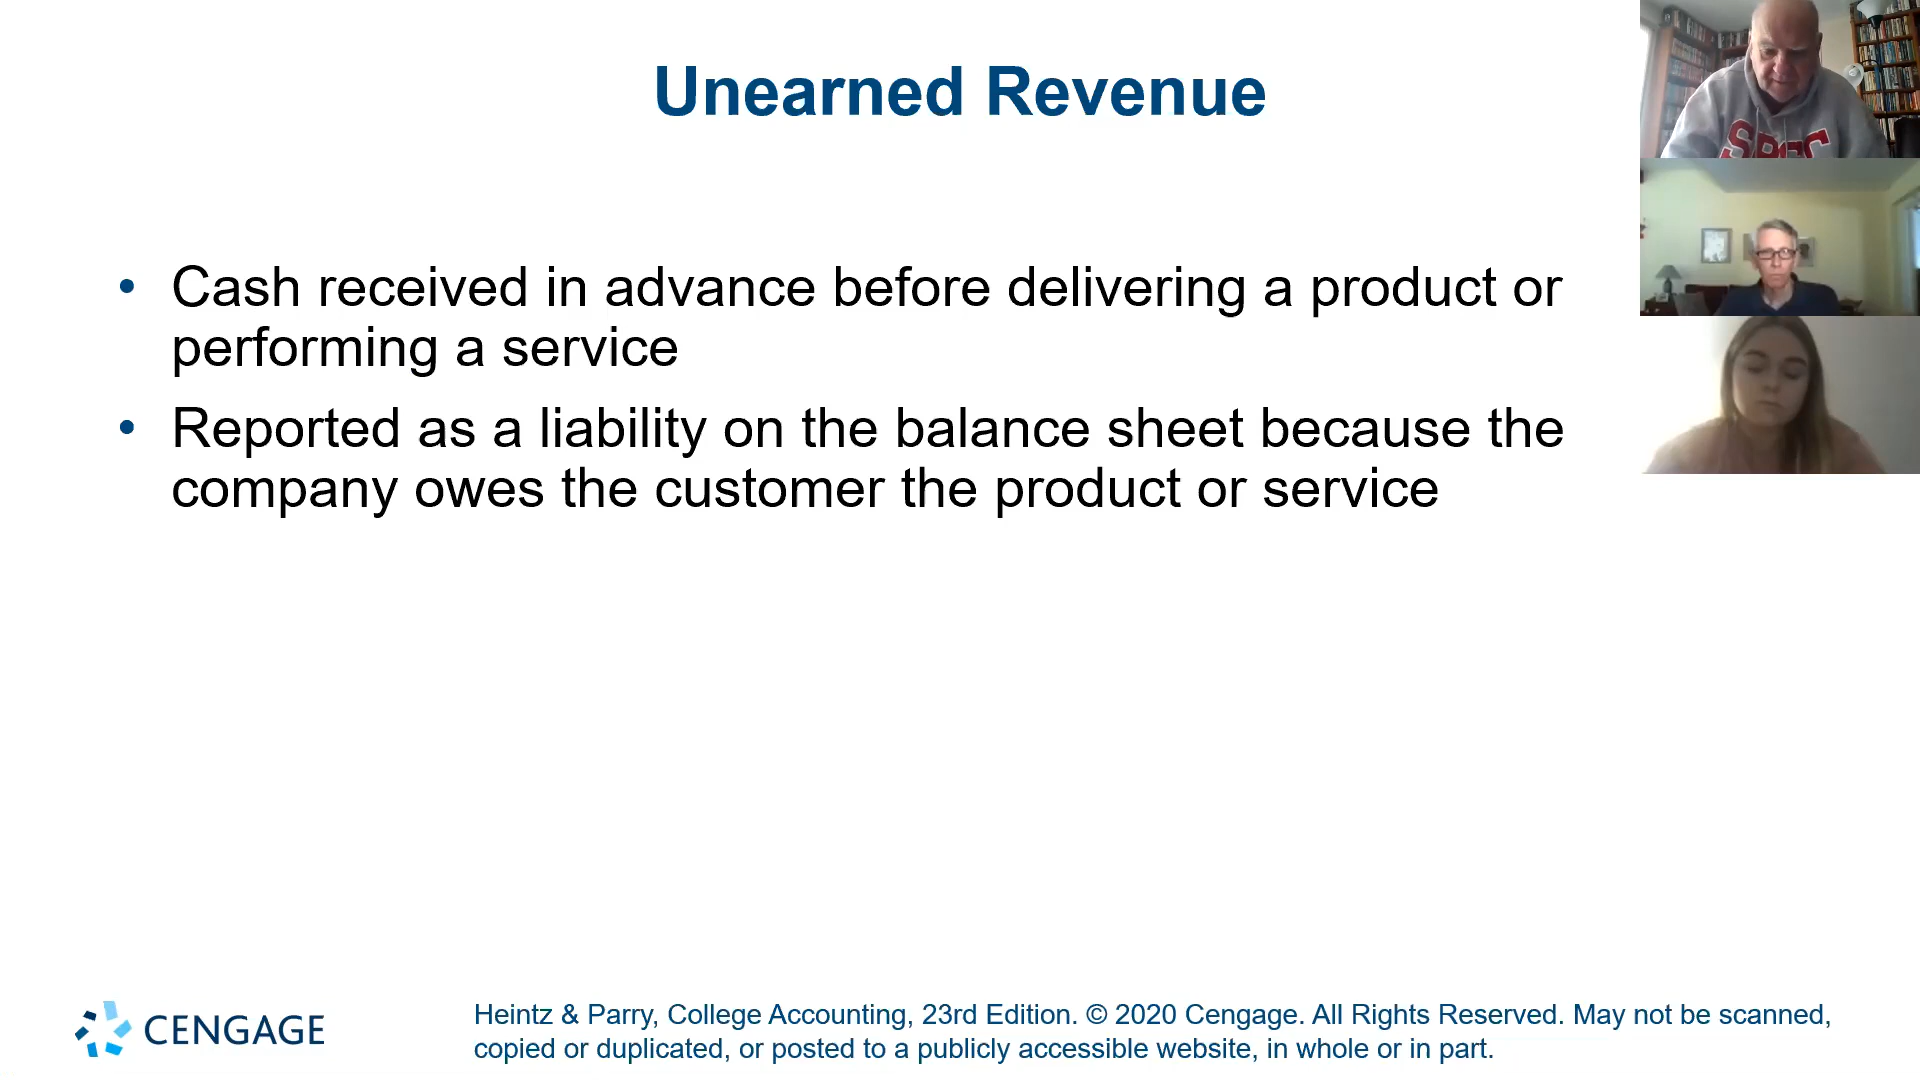 Unearned Revenue
• Cash received in advance before delivering a product or
performing a service
• Reported as a liability on the balance sheet because the
company owes the customer the product or service
CENGAGE
Heintz & Parry, College Accounting, 23rd Edition. © 2020 Cengage. All Rights Reserved. May not be scanned,
copied or duplicated, or posted to a publicly accessible website, in whole or in part.